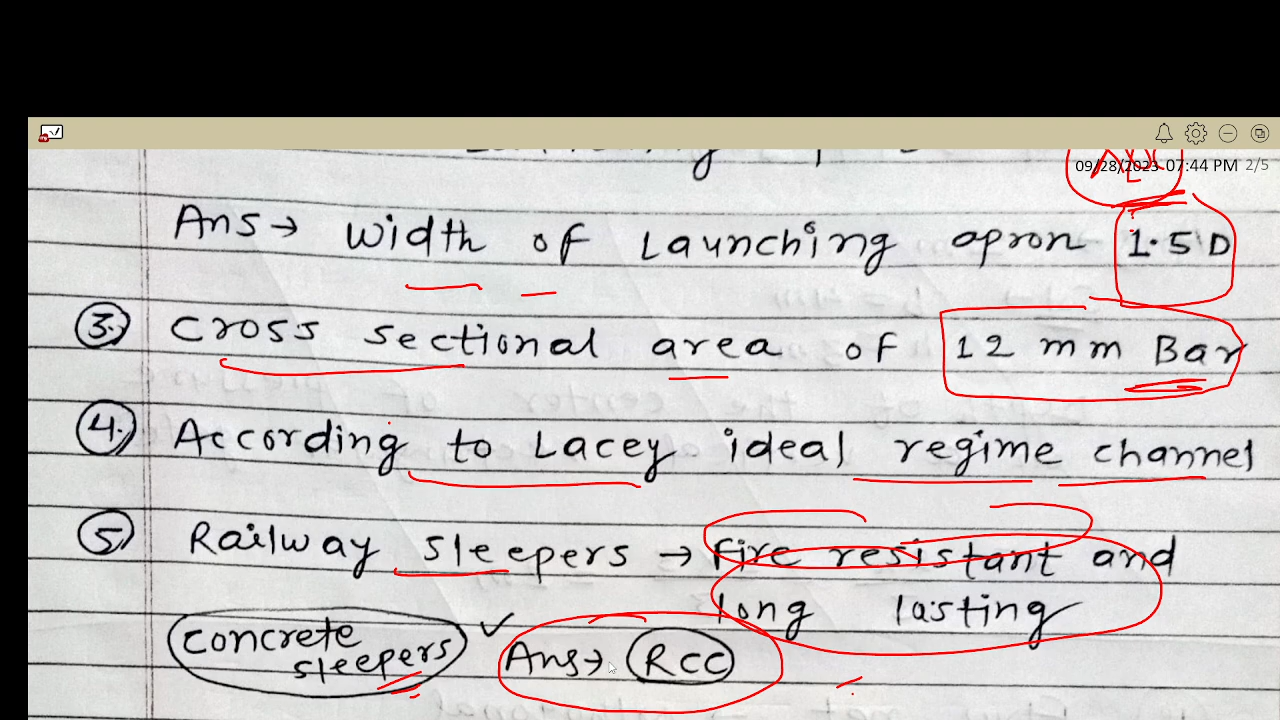 09/28/2023 07:44 PM 2/5
Ans → Width of Launching apron 1.5D
3. Cross sectional area of 12 mm Bar
4. According to Lacey ideal regime channel
5. Railway sleepers → Fire resistant and
long lasting
concrete
sleepers
Ans → RCC